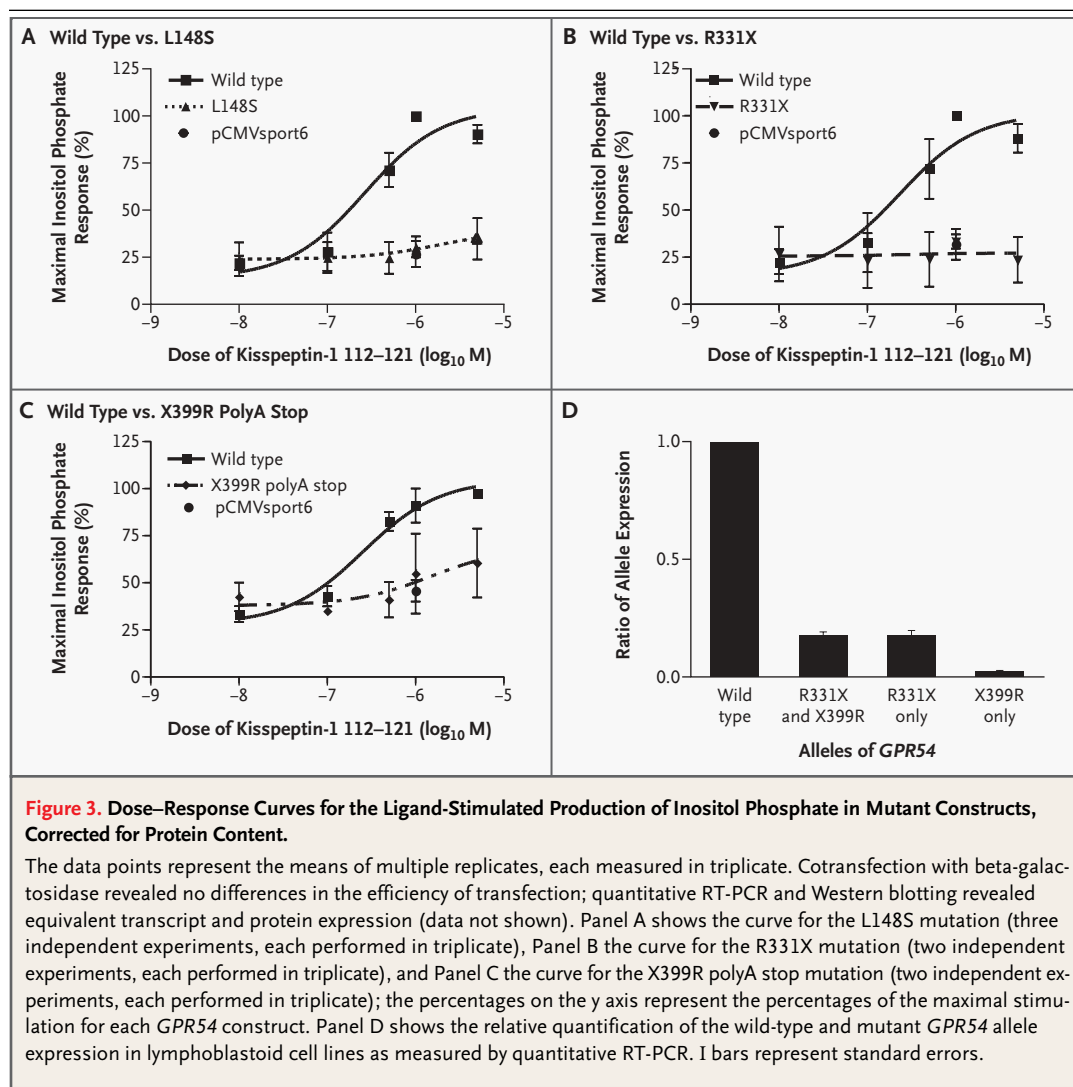 A Wild Type vs. L148S
Maximal Inositol Phosphate
Response (%)
125
100
75
50
25
0
Wild type
L148S
pCMVsport6
−9
−8
−7
−6
−5
Dose of Kisspeptin-1 112–121 (log10 M)
B Wild Type vs. R331X
Maximal Inositol Phosphate
Response (%)
125
100
75
50
25
0
Wild type
R331X
pCMVsport6
−9
−8
−7
−6
−5
Dose of Kisspeptin-1 112–121 (log10 M)
C Wild Type vs. X399R PolyA Stop
Maximal Inositol Phosphate
Response (%)
125
100
75
50
25
0
Wild type
X399R polyA stop
pCMVsport6
−9
−8
−7
−6
−5
Dose of Kisspeptin-1 112–121 (log10 M)
D
Ratio of Allele Expression
1.0
0.5
0.0
Wild
type
R331X
and X399R
R331X
only
X399R
only
Alleles of GPR54
Figure 3. Dose–Response Curves for the Ligand-Stimulated Production of Inositol Phosphate in Mutant Constructs,
Corrected for Protein Content.
The data points represent the means of multiple replicates, each measured in triplicate. Cotransfection with beta-galac-
tosidase revealed no differences in the efficiency of transfection; quantitative RT-PCR and Western blotting revealed
equivalent transcript and protein expression (data not shown). Panel A shows the curve for the L148S mutation (three
independent experiments, each performed in triplicate), Panel B the curve for the R331X mutation (two independent
experiments, each performed in triplicate), and Panel C the curve for the X399R polyA stop mutation (two independent ex-
periments, each performed in triplicate); the percentages on the y axis represent the percentages of the maximal stimu-
lation for each GPR54 construct. Panel D shows the relative quantification of the wild-type and mutant GPR54 allele
expression in lymphoblastoid cell lines as measured by quantitative RT-PCR. I bars represent standard errors.